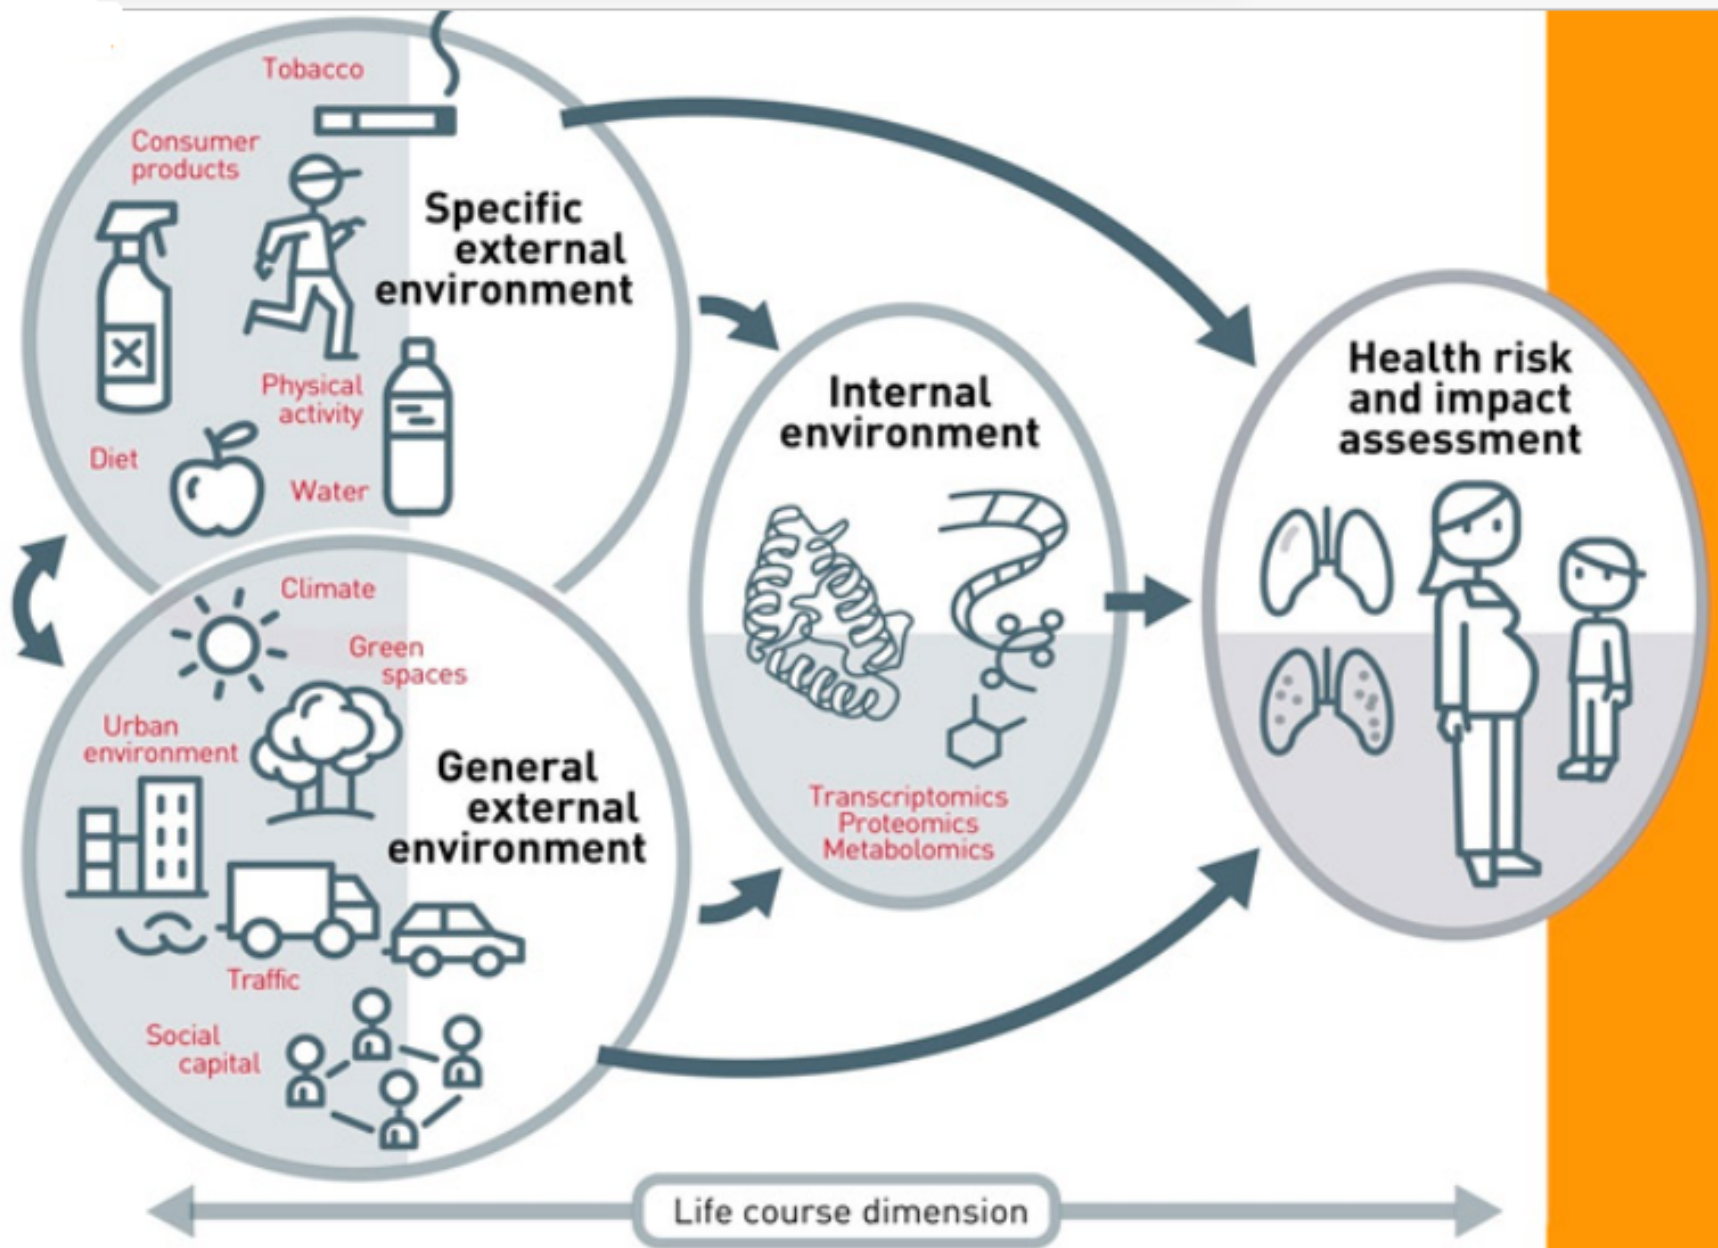 Tobacco
Consumer
products
Specific
external
environment
Physical
activity
Diet
Water
Climate
Green
spaces
Urban
environment
General
external
environment
Traffic
Social
capital
Internal
environment
Transcriptomics
Proteomics
Metabolomics
Health risk
and impact
assessment
Life course dimension